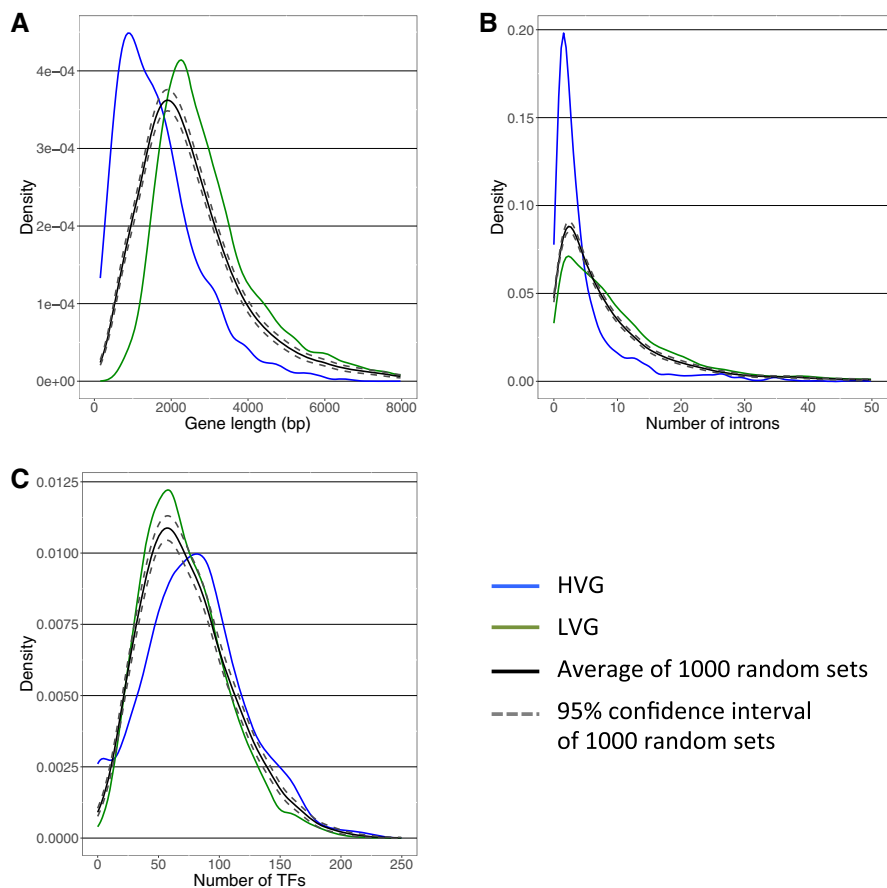 A
Density
4e−04
3e−04
2e−04
1e−04
0e+00
0 2000 4000 6000 8000
Gene length (bp)
B
Density
0.20
0.15
0.10
0.05
0.00
0 10 20 30 40 50
Number of introns
C
Density
0.0125
0.0100
0.0075
0.0050
0.0025
0.0000
0 50 100 150 200 250
Number of TFs
HVG
LVG
Average of 1000 random sets
95% confidence interval
of 1000 random sets